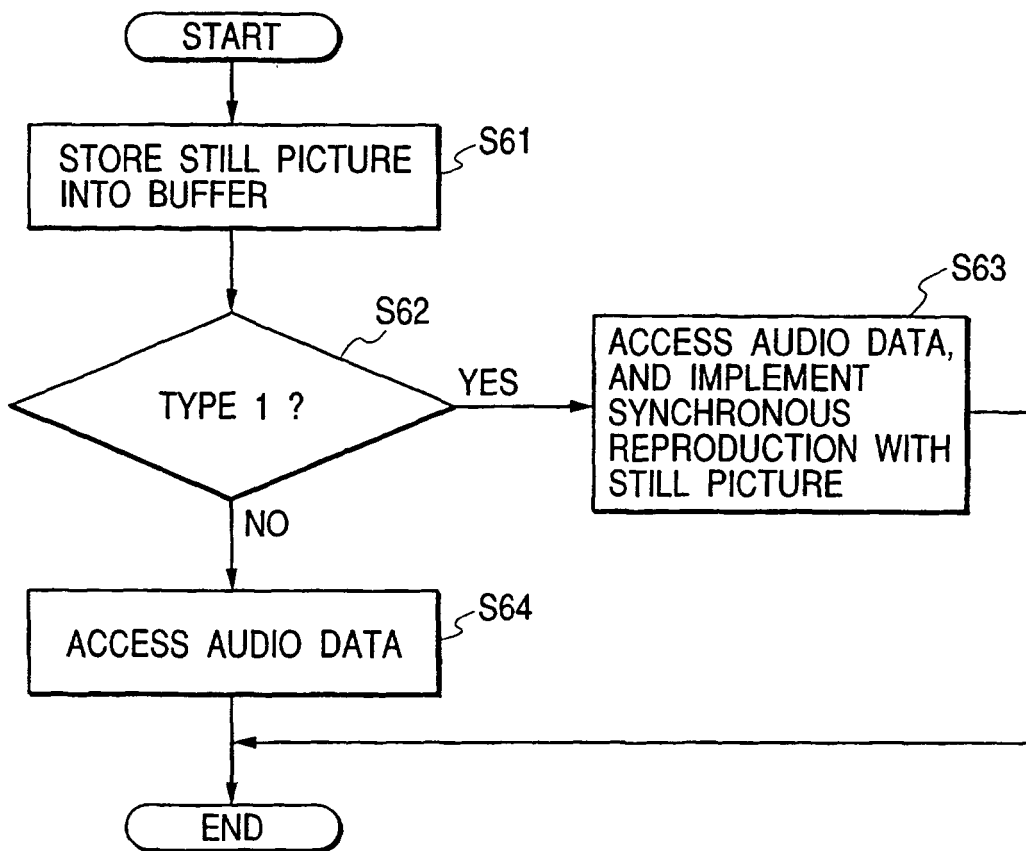 START
STORE STILL PICTURE
INTO BUFFER
S61
TYPE 1 ?
S62
YES
ACCESS AUDIO DATA,
AND IMPLEMENT
SYNCHRONOUS
REPRODUCTION WITH
STILL PICTURE
S63
NO
ACCESS AUDIO DATA
S64
END